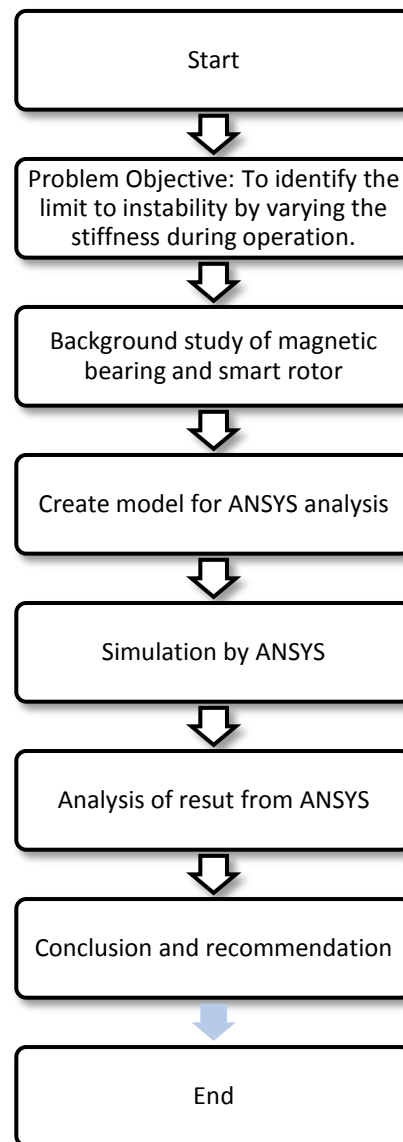 Start
Problem Objective: To identify the
limit to instability by varying the
stiffness during operation.
Background study of magnetic
bearing and smart rotor
Create model for ANSYS analysis
Simulation by ANSYS
Analysis of resut from ANSYS
Conclusion and recommendation
End